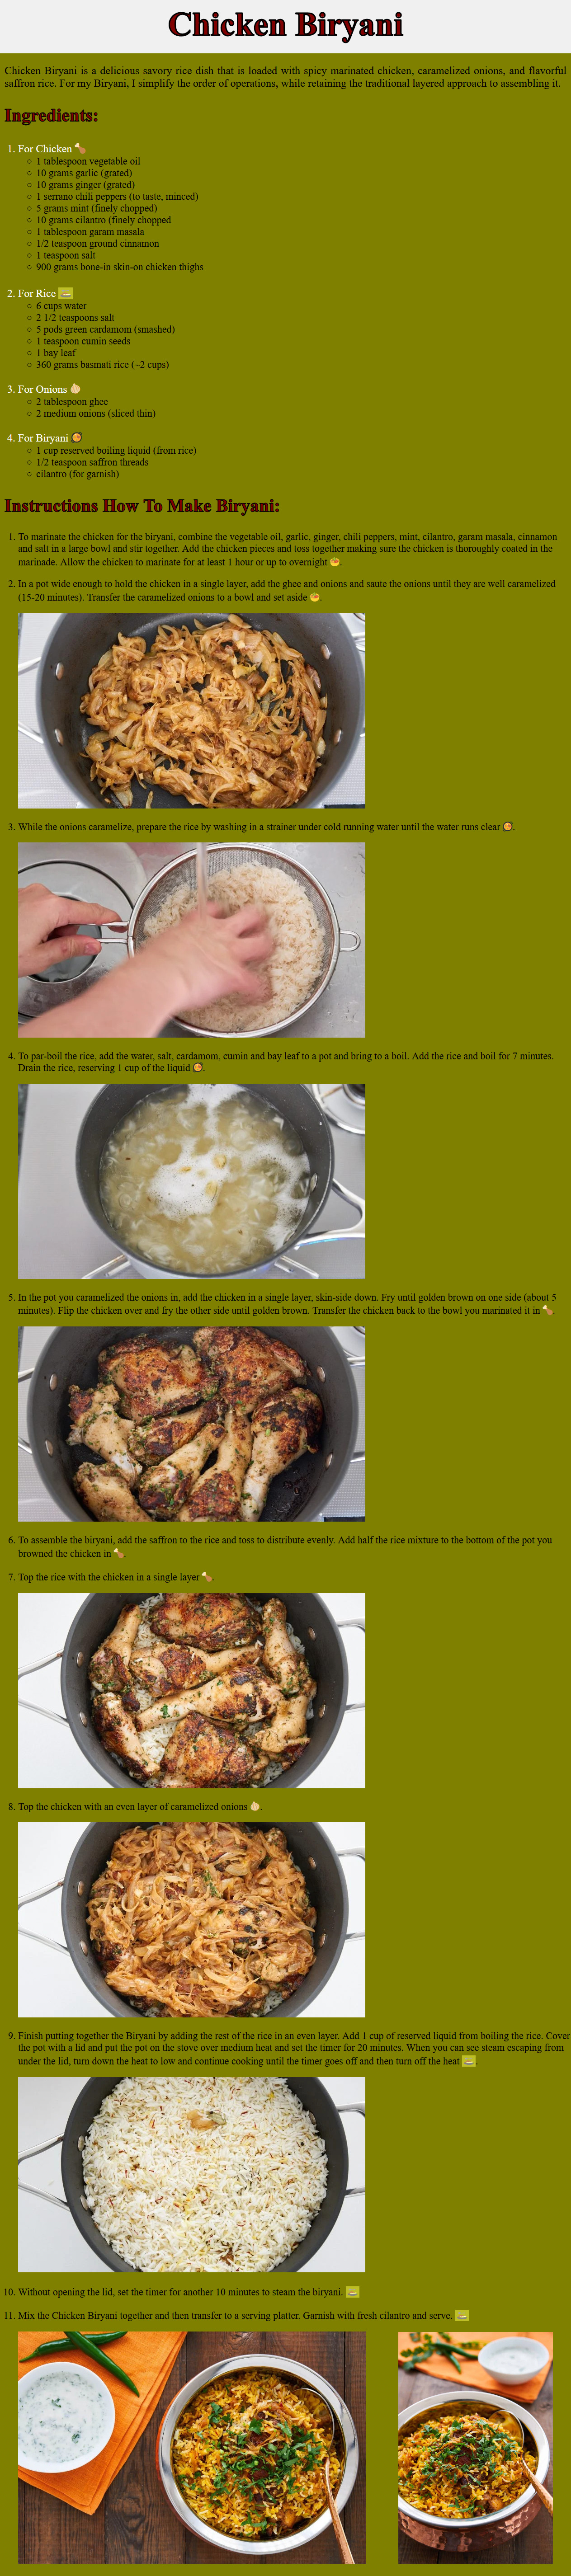 Chicken Biryani
Chicken Biryani is a delicious savory rice dish that is loaded with spicy marinated chicken, caramelized onions, and flavorful
saffron rice. For my Biryani, I simplify the order of operations, while retaining the traditional layered approach to assembling it.
Ingredients:
1. For Chicken
1 tablespoon vegetable oil
10 grams garlic (grated)
10 grams ginger (grated)
1 serrano chili peppers (to taste, minced)
5 grams mint (finely chopped)
10 grams cilantro (finely chopped
1 tablespoon garam masala
1/2 teaspoon ground cinnamon
1 teaspoon salt
900 grams bone-in skin-on chicken thighs
2. For Rice
6 cups water
2 1/2 teaspoons salt
5 pods green cardamom (smashed)
1 teaspoon cumin seeds
1 bay leaf
360 grams basmati rice (~2 cups)
3. For Onions
2 tablespoon ghee
2 medium onions (sliced thin)
4. For Biryani
1 cup reserved boiling liquid (from rice)
1/2 teaspoon saffron threads
cilantro (for garnish)
Instructions How To Make Biryani:
1. To marinate the chicken for the biryani, combine the vegetable oil, garlic, ginger, chili peppers, mint, cilantro, garam masala, cinnamon
and salt in a large bowl and stir together. Add the chicken pieces and toss together making sure the chicken is thoroughly coated in the
marinade. Allow the chicken to marinate for at least 1 hour or up to overnight .
2. In a pot wide enough to hold the chicken in a single layer, add the ghee and onions and saute the onions until they are well caramelized
(15-20 minutes). Transfer the caramelized onions to a bowl and set aside .
3. While the onions caramelize, prepare the rice by washing in a strainer under cold running water until the water runs clear .
4. To par-boil the rice, add the water, salt, cardamom, cumin and bay leaf to a pot and bring to a boil. Add the rice and boil for 7 minutes.
Drain the rice, reserving 1 cup of the liquid .
5. In the pot you caramelized the onions in, add the chicken in a single layer, skin-side down. Fry until golden brown on one side (about 5
minutes). Flip the chicken over and fry the other side until golden brown. Transfer the chicken back to the bowl you marinated it in .
6. To assemble the biryani, add the saffron to the rice and toss to distribute evenly. Add half the rice mixture to the bottom of the pot you
browned the chicken in .
7. Top the rice with the chicken in a single layer .
8. Top the chicken with an even layer of caramelized onions .
9. Finish putting together the Biryani by adding the rest of the rice in an even layer. Add 1 cup of reserved liquid from boiling the rice. Cover
the pot with a lid and put the pot on the stove over medium heat and set the timer for 20 minutes. When you can see steam escaping from
under the lid, turn down the heat to low and continue cooking until the timer goes off and then turn off the heat .
10. Without opening the lid, set the timer for another 10 minutes to steam the biryani.
11. Mix the Chicken Biryani together and then transfer to a serving platter. Garnish with fresh cilantro and serve.